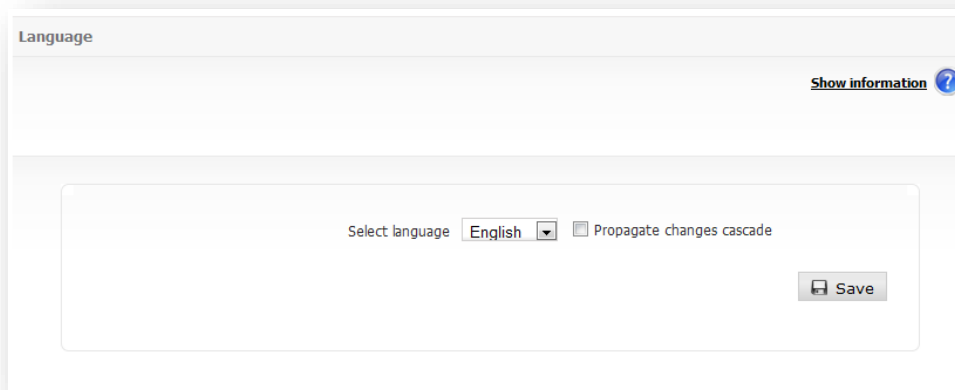 Language
Show information ?
Select language English Propagate changes cascade
Save